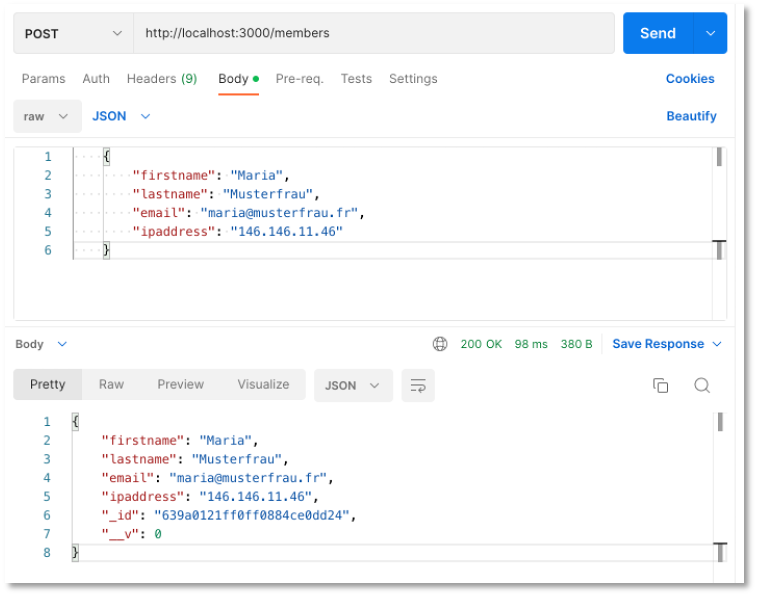 POST http://localhost:3000/members Send
Params Auth Headers (9) Body Pre-req. Tests Settings Cookies
raw JSON Beautify
1 {
2 "firstname": "Maria",
3 "lastname": "Musterfrau",
4 "email": "maria@musterfrau.fr",
5 "ipaddress": "146.146.11.46"
6 }
Body 200 OK 98 ms 380 B Save Response
Pretty Raw Preview Visualize JSON
1 {
2 "firstname": "Maria",
3 "lastname": "Musterfrau",
4 "email": "maria@musterfrau.fr",
5 "ipaddress": "146.146.11.46",
6 "_id": "639a0121ff0ff0884ce0dd24",
7 "__v": 0
8 }